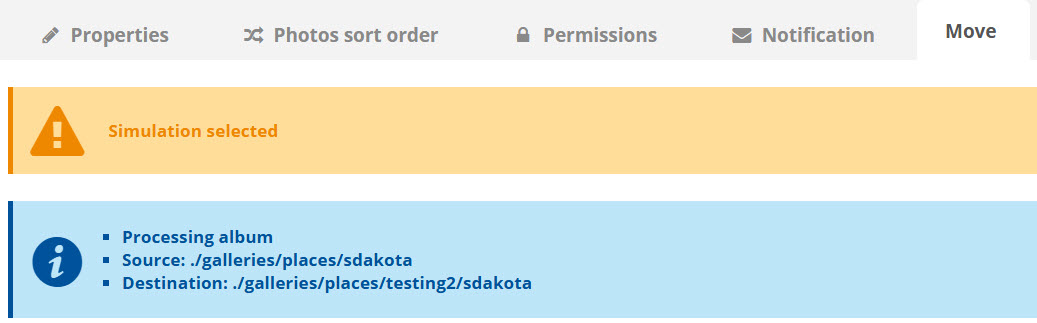 Properties Photos sort order Permissions Notification Move
Simulation selected
Processing album
Source: ./galleries/places/sdakota
Destination: ./galleries/places/testing2/sdakota